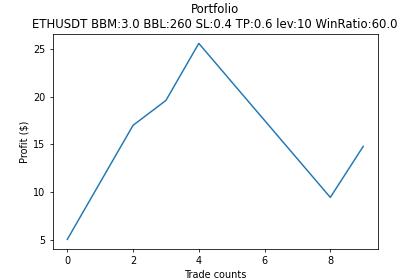 Portfolio
ETHUSDT BBM:3.0 BBL:260 SL:0.4 TP:0.6 lev:10 WinRatio:60.0
25
20
15
10
5
Profit ($)
0 2 4 6 8
Trade counts